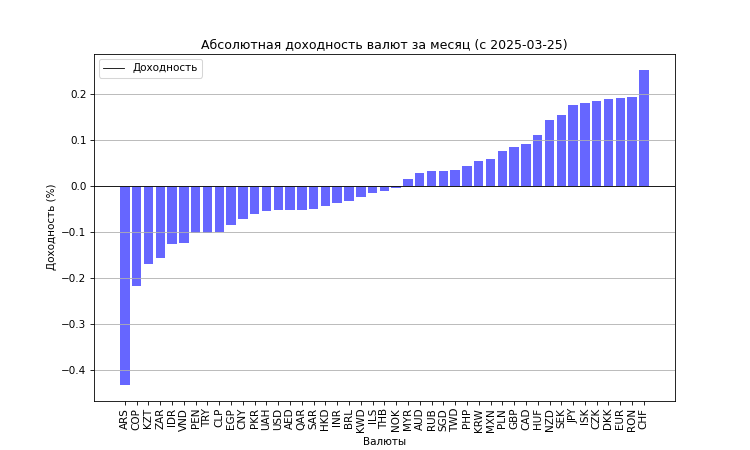 Абсолютная доходность валют за месяц (с 2025-03-25)
Доходность
Доходность (%)
0.2
0.1
0.0
−0.1
−0.2
−0.3
−0.4
ARS COP KZT ZAR IDR VND PEN TRY CLP EGP CNY PKR UAH USD AED QAR SAR HKD INR BRL KWD ILS THB NOK MYR AUD RUB SGD TWD PHP KRW MXN PLN GBP CAD HUF NZD SEK JPY ISK CZK DKK EUR RON CHF
Валюты